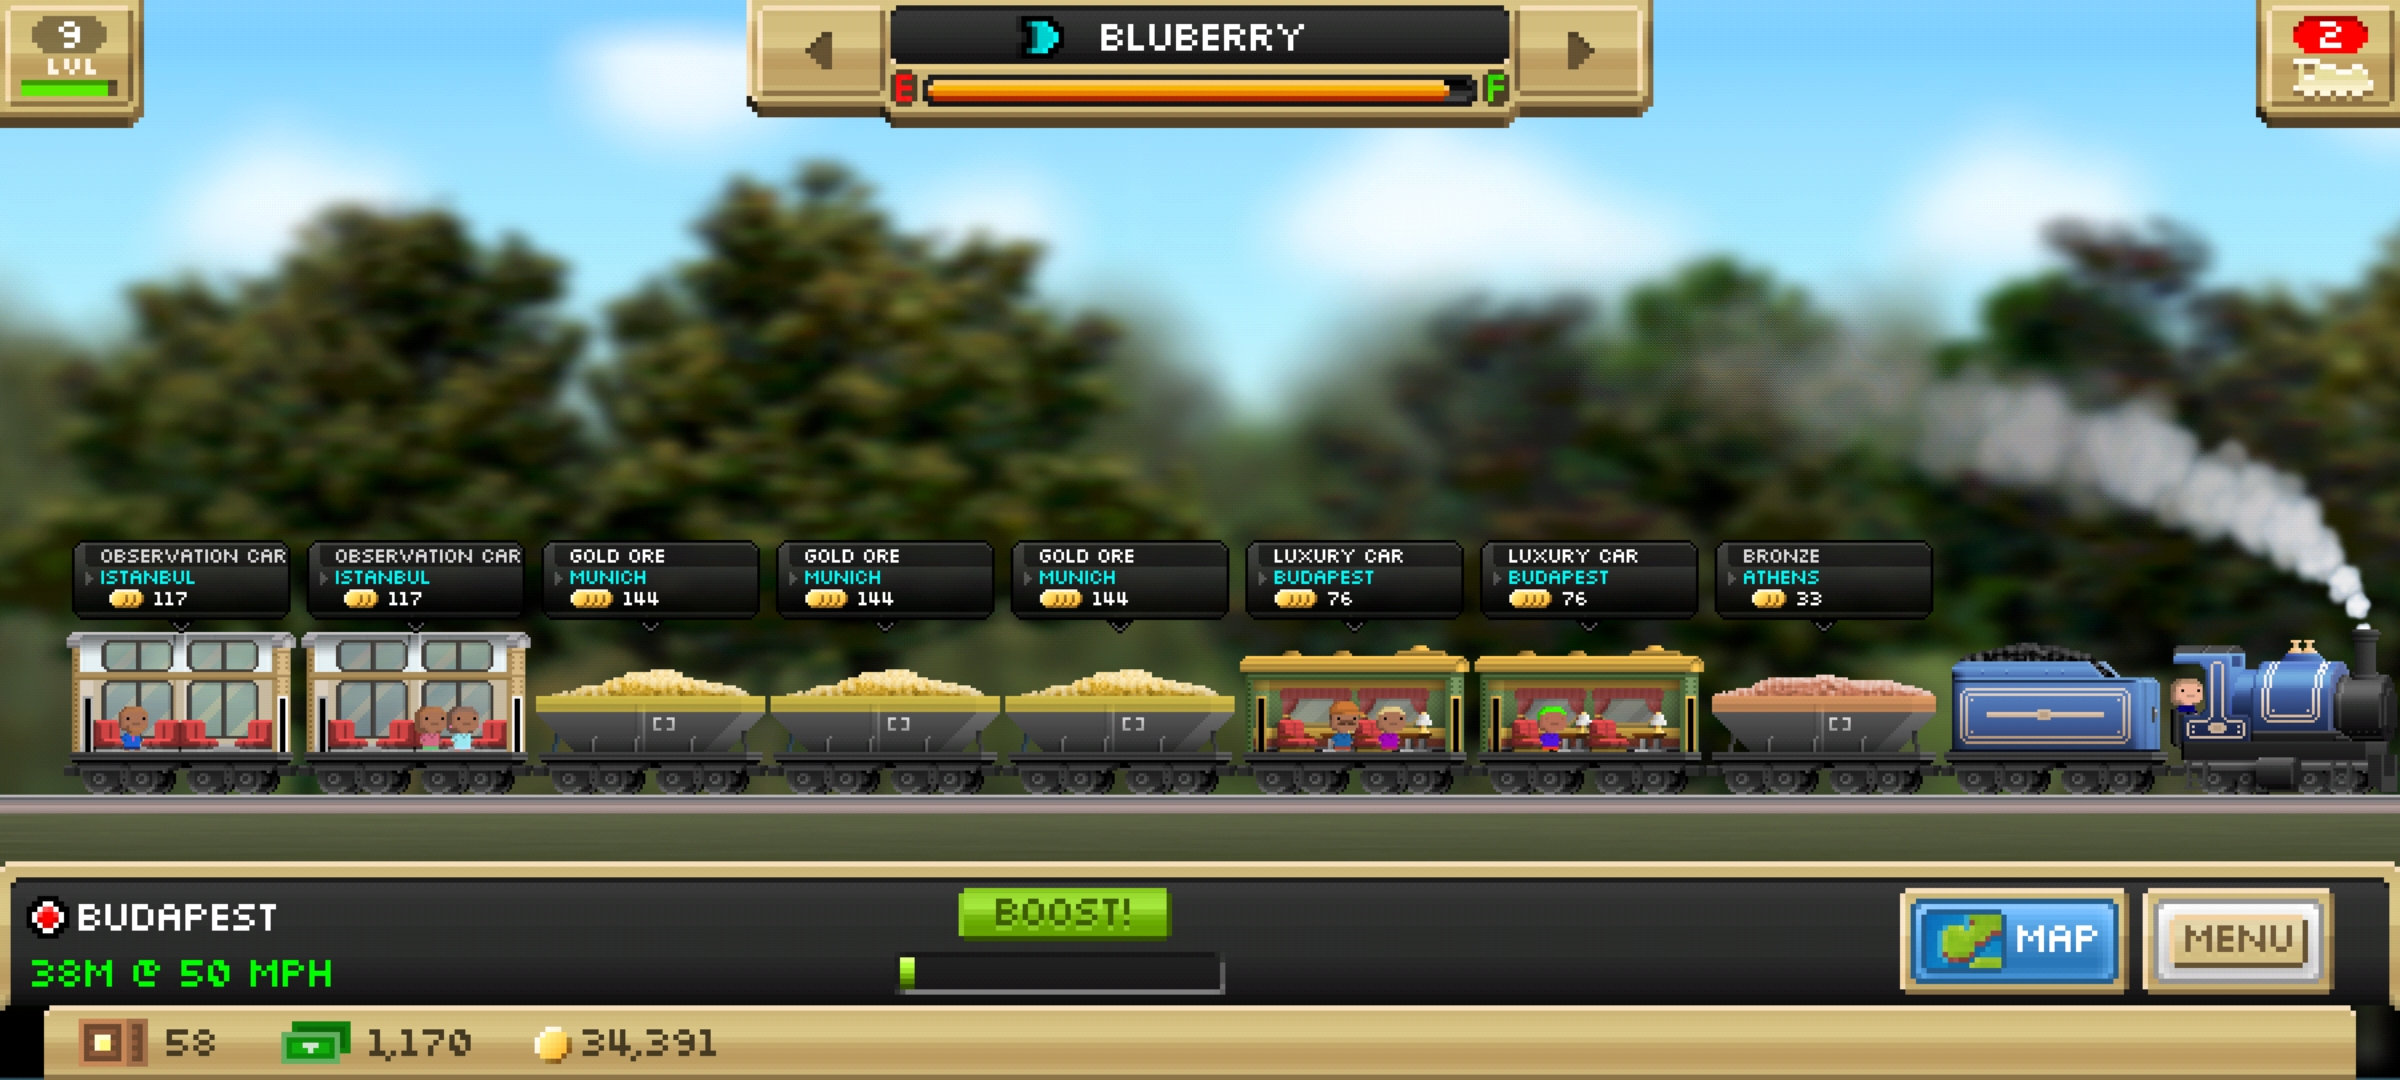 9
LVL
BLUBERRY
E F
2
OBSERVATION CAR
ISTANBUL
117
OBSERVATION CAR
ISTANBUL
117
GOLD ORE
MUNICH
144
GOLD ORE
MUNICH
144
GOLD ORE
MUNICH
144
LUXURY CAR
BUDAPEST
76
LUXURY CAR
BUDAPEST
76
BRONZE
ATHENS
33
BUDAPEST
38M @ 50 MPH
BOOST!
MAP
MENU
58
1,170
34,391